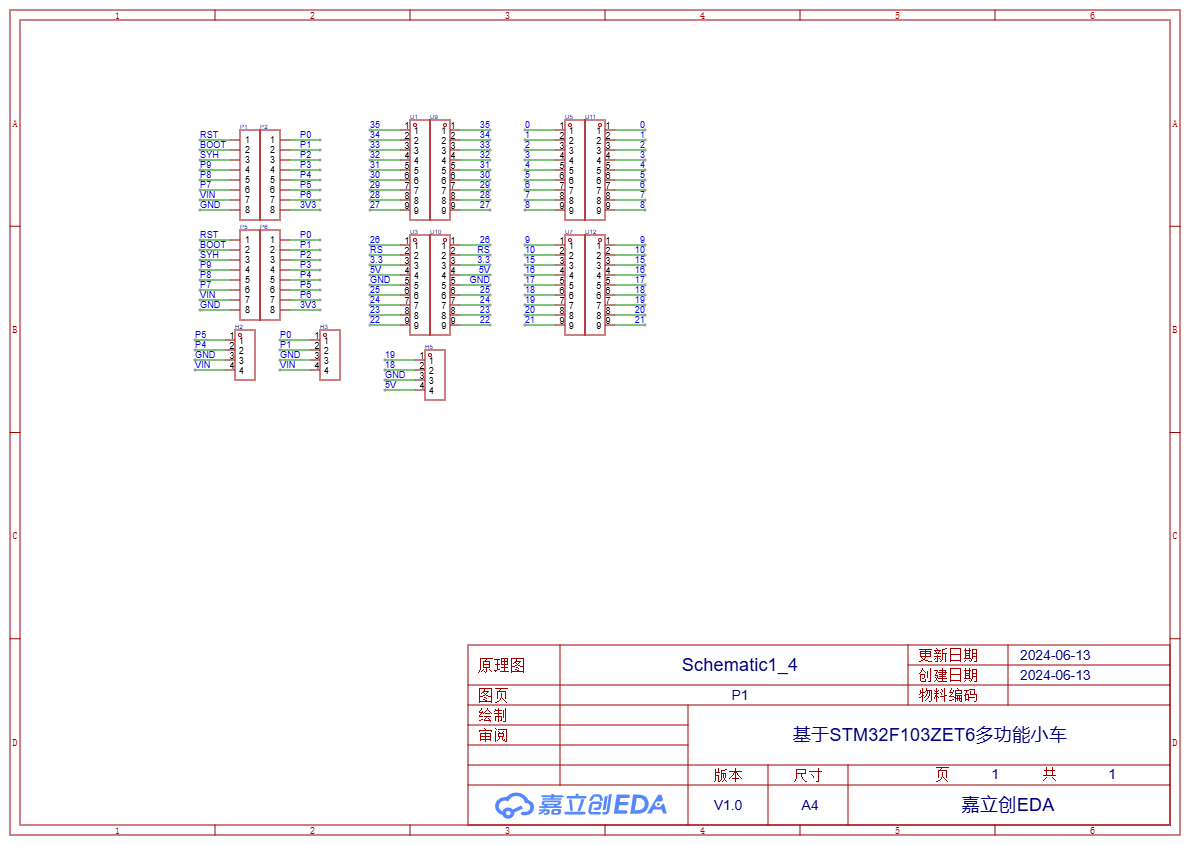 1 2 3 4 5 6
A A
P1 P2
RST 1 1 P0
BOOT 2 2 P1
SYH 3 3 P2
P9 4 4 P3
P8 5 5 P4
P7 6 6 P5
VIN 7 7 P6
GND 8 8 3V3
U1 U9
35 1 1 1 1 35
34 2 2 2 2 34
33 3 3 3 3 33
32 4 4 4 4 32
31 5 5 5 5 31
30 6 6 6 6 30
29 7 7 7 7 29
28 8 8 8 8 28
27 9 9 9 9 27
U5 U11
0 1 1 1 1 0
1 2 2 2 2 1
2 3 3 3 3 2
3 4 4 4 4 3
4 5 5 5 5 4
5 6 6 6 6 5
6 7 7 7 7 6
7 8 8 8 8 7
8 9 9 9 9 8
P5 P6
RST 1 1 P0
BOOT 2 2 P1
SYH 3 3 P2
P9 4 4 P3
P8 5 5 P4
P7 6 6 P5
VIN 7 7 P6
GND 8 8 3V3
U3 U10
26 1 1 1 1 26
RS 2 2 2 2 RS
3.3 3 3 3 3 3.3
5V 4 4 4 4 5V
GND 5 5 5 5 GND
25 6 6 6 6 25
24 7 7 7 7 24
23 8 8 8 8 23
22 9 9 9 9 22
U7 U12
9 1 1 1 1 9
10 2 2 2 2 10
15 3 3 3 3 15
16 4 4 4 4 16
17 5 5 5 5 17
18 6 6 6 6 18
19 7 7 7 7 19
20 8 8 8 8 20
21 9 9 9 9 21
B B
H2
P5 1 1
P4 2 2
GND 3 3
VIN 4 4
H3
P0 1 1
P1 2 2
GND 3 3
VIN 4 4
H5
19 1 1
18 2 2
GND 3 3
5V 4 4
C C
原理图 Schematic1_4 更新日期 2024-06-13
创建日期 2024-06-13
图页 P1 物料编码
绘制
审阅 基于STM32F103ZET6多功能小车
D D
版本 尺寸 页 1 共 1
嘉立创EDA V1.0 A4 嘉立创EDA
1 2 3 4 5 6